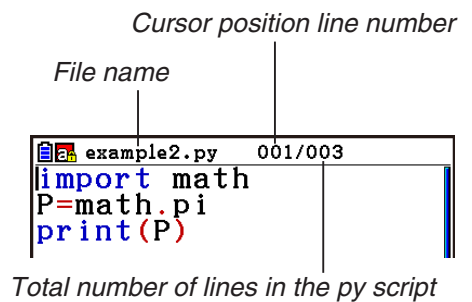 Cursor position line number
File name
a example2.py 001/003
import math
P=math.pi
print(P)
Total number of lines in the py script